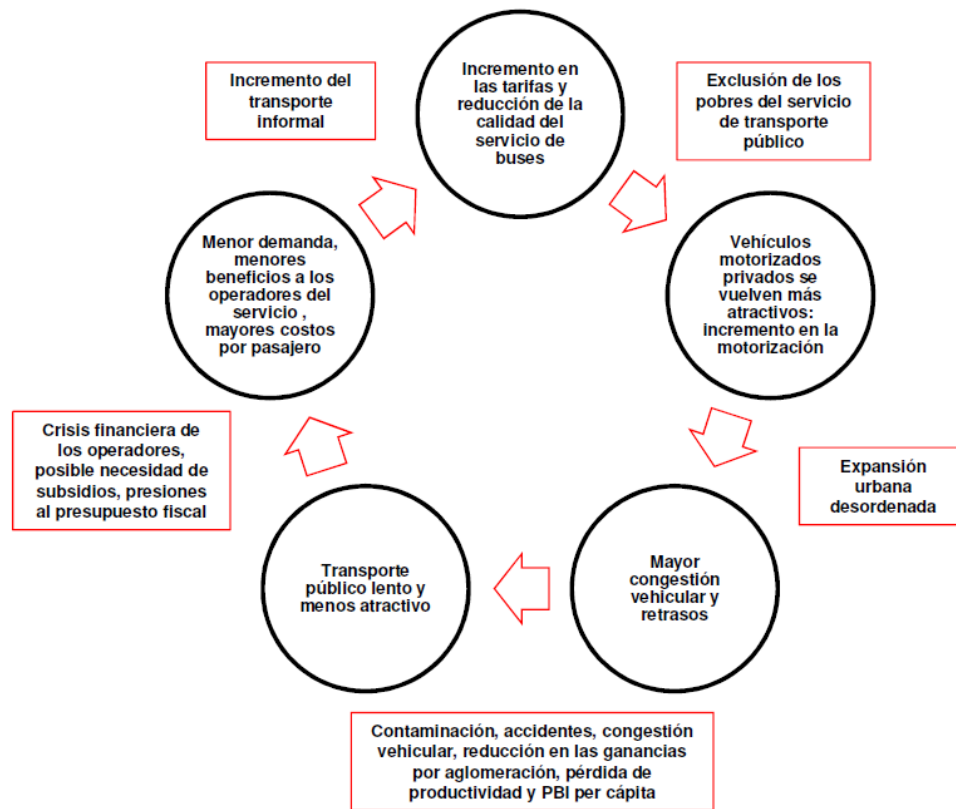 Incremento del
transporte
informal
Incremento en
las tarifas y
reducción de la
calidad del
servicio de
buses
Exclusión de los
pobres del servicio
de transporte
público
Menor demanda,
menores
beneficios a los
operadores del
servicio ,
mayores costos
por pasajero
Vehículos
motorizados
privados se
vuelven más
atractivos:
incremento en la
motorización
Crisis financiera de
los operadores,
posible necesidad de
subsidios, presiones
al presupuesto fiscal
Expansión
urbana
desordenada
Transporte
público lento y
menos atractivo
Mayor
congestión
vehicular y
retrasos
Contaminación, accidentes, congestión
vehicular, reducción en las ganancias
por aglomeración, pérdida de
productividad y PBI per cápita